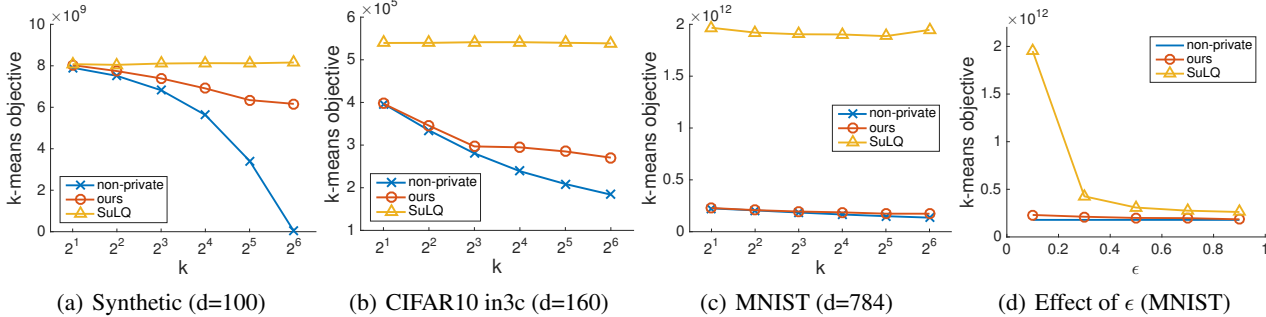 ×10^9
10
8
6
4
2
0
k-means objective
non-private
ours
SuLQ
2^1 2^2 2^3 2^4 2^5 2^6
k
(a) Synthetic (d=100)
×10^5
6
5
4
3
2
1
k-means objective
non-private
ours
SuLQ
2^1 2^2 2^3 2^4 2^5 2^6
k
(b) CIFAR10 in3c (d=160)
×10^12
2
1.5
1
0.5
0
k-means objective
non-private
ours
SuLQ
2^1 2^2 2^3 2^4 2^5 2^6
k
(c) MNIST (d=784)
×10^12
2
1.5
1
0.5
0
k-means objective
non-private
ours
SuLQ
0 0.2 0.4 0.6 0.8 1
ϵ
(d) Effect of ϵ (MNIST)